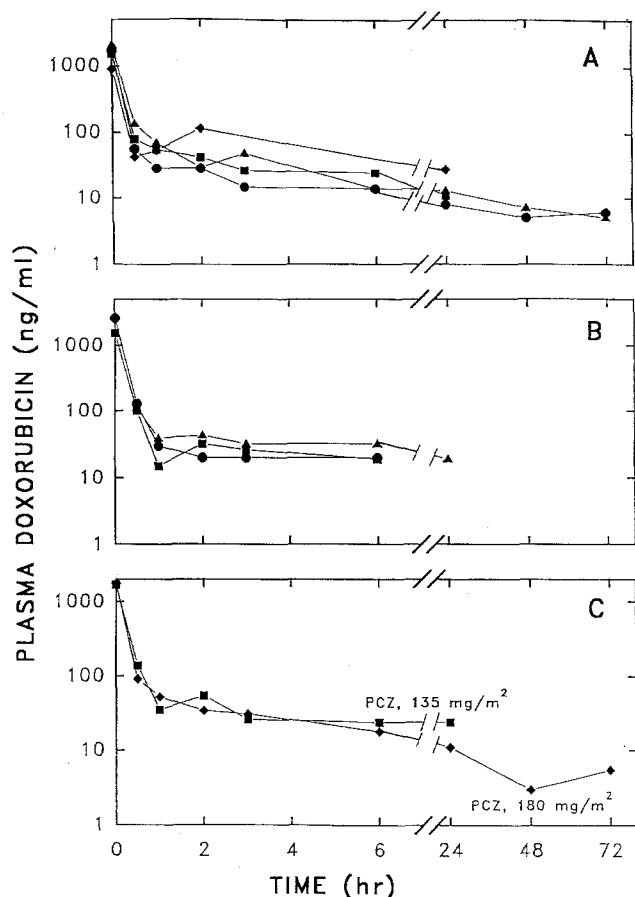 A
1000
100
10
1
B
1000
100
10
1
C
1000
100
10
1
PCZ, 135 mg/m²
PCZ, 180 mg/m²
0 2 4 6 24 48 72
TIME (hr)
PLASMA DOXORUBICIN (ng/ml)